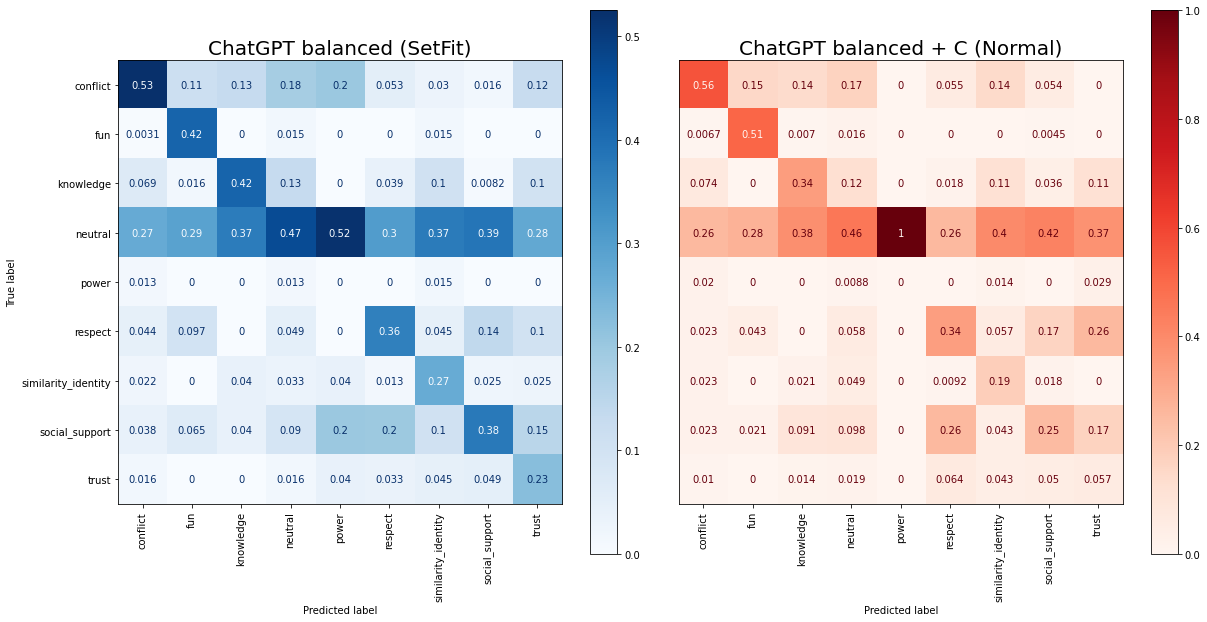 ChatGPT balanced (SetFit)
True label
conflict 0.53 0.11 0.13 0.18 0.2 0.053 0.03 0.016 0.12
fun 0.0031 0.42 0 0.015 0 0 0.015 0 0
knowledge 0.069 0.016 0.42 0.13 0 0.039 0.1 0.0082 0.1
neutral 0.27 0.29 0.37 0.47 0.52 0.3 0.37 0.39 0.28
power 0.013 0 0 0.013 0 0 0.015 0 0
respect 0.044 0.097 0 0.049 0 0.36 0.045 0.14 0.1
similarity_identity 0.022 0 0.04 0.033 0.04 0.013 0.27 0.025 0.025
social_support 0.038 0.065 0.04 0.09 0.2 0.2 0.1 0.38 0.15
trust 0.016 0 0 0.016 0.04 0.033 0.045 0.049 0.23
conflict fun knowledge neutral power respect similarity_identity social_support trust
Predicted label
0.5
0.4
0.3
0.2
0.1
0.0
ChatGPT balanced + C (Normal)
0.56 0.15 0.14 0.17 0 0.055 0.14 0.054 0
0.0067 0.51 0.007 0.016 0 0 0 0.0045 0
0.074 0 0.34 0.12 0 0.018 0.11 0.036 0.11
0.26 0.28 0.38 0.46 1 0.26 0.4 0.42 0.37
0.02 0 0 0.0088 0 0 0.014 0 0.029
0.023 0.043 0 0.058 0 0.34 0.057 0.17 0.26
0.023 0 0.021 0.049 0 0.0092 0.19 0.018 0
0.023 0.021 0.091 0.098 0 0.26 0.043 0.25 0.17
0.01 0 0.014 0.019 0 0.064 0.043 0.05 0.057
conflict fun knowledge neutral power respect similarity_identity social_support trust
Predicted label
1.0
0.8
0.6
0.4
0.2
0.0